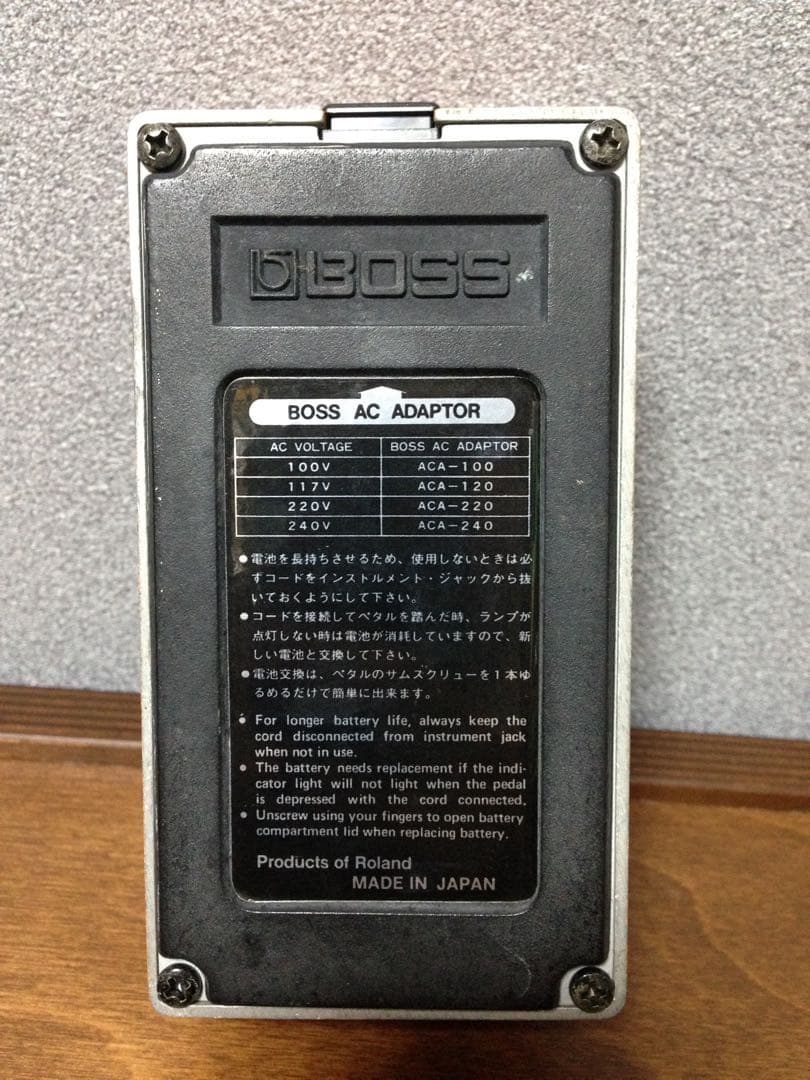 BOSS
BOSS AC ADAPTOR
AC VOLTAGE BOSS AC ADAPTOR
100V ACA-100
117V ACA-120
220V ACA-220
240V ACA-240
●電池を長持ちさせるため、使用しないときは必
ずコードをインストルメント・ジャックから抜
いておくようにして下さい。
●コードを接続してペタルを踏んだ時、ランプが
点灯しない時は電池が消耗していますので、新
しい電池と交換して下さい。
●電池交換は、ペタルのサムスクリューを1本ゆ
るめるだけで簡単に出来ます。
● For longer battery life, always keep the
cord disconnected from instrument jack
when not in use.
● The battery needs replacement if the indi-
cator light will not light when the pedal
is depressed with the cord connected.
● Unscrew using your fingers to open battery
compartment lid when replacing battery.
Products of Roland
MADE IN JAPAN